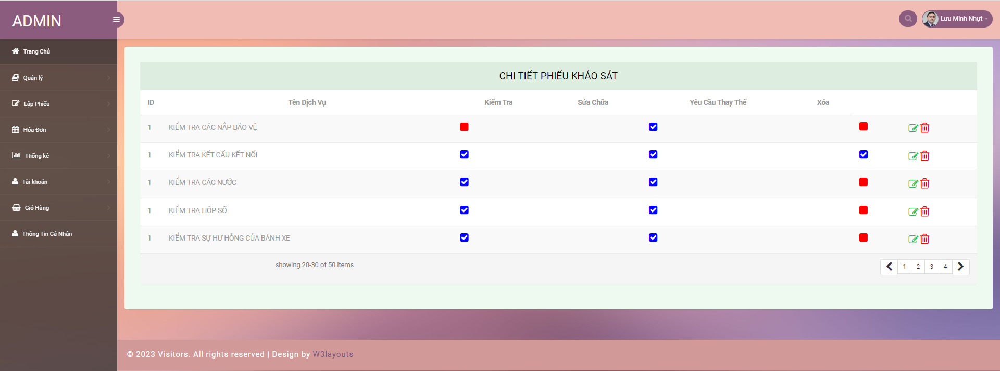 ADMIN
Lưu Minh Nhựt
Trang Chủ
Quản lý
Lập Phiếu
Hóa Đơn
Thống kê
Tài khoản
Giỏ Hàng
Thông Tin Cá Nhân
CHI TIẾT PHIẾU KHẢO SÁT
ID Tên Dịch Vụ Kiểm Tra Sửa Chữa Yêu Cầu Thay Thế Xóa
1 KIỂM TRA CÁC NẮP BẢO VỆ
1 KIỂM TRA KẾT CẤU KẾT NỐI
1 KIỂM TRA CÁC NƯỚC
1 KIỂM TRA HỘP SỐ
1 KIỂM TRA SỰ HƯ HỎNG CỦA BÁNH XE
showing 20-30 of 50 items
1 2 3 4
© 2023 Visitors. All rights reserved | Design by W3layouts